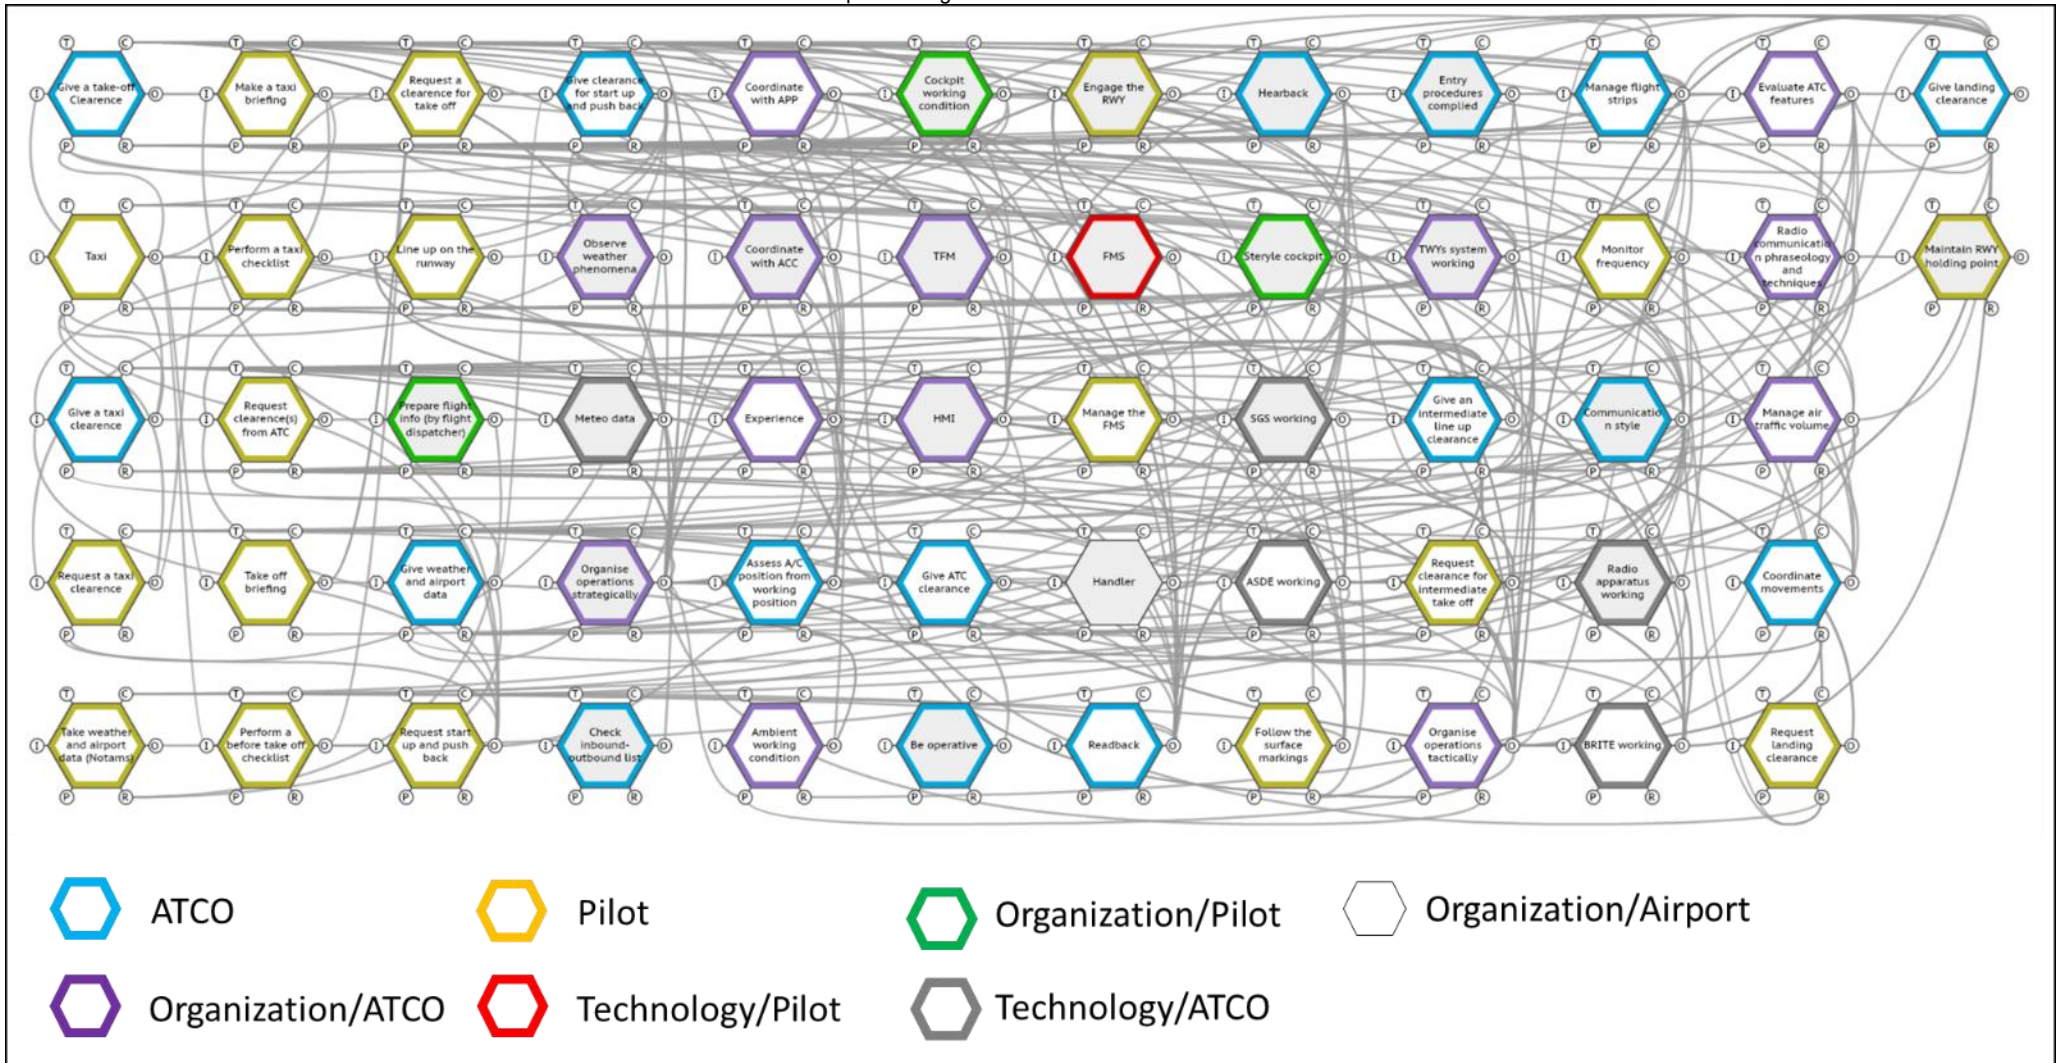 T C T C T C T C T C T C T C T C T C T C T C T C
I Give a take-off Clearence O I Make a taxi briefing O I Request a clearence for take off O I Give clearance for start up and push back O I Coordinate with APP O I Cockpit working condition O I Engage the RWY O I Hearback O I Entry procedures complied O I Manage flight strips O I Evaluate ATC features O I Give landing clearance O
P R P R P R P R P R P R P R P R P R P R P R P R
T C T C T C T C T C T C T C T C T C T C T C T C
I Taxi O I Perform a taxi checklist O I Line up on the runway O I Observe weather phenomena O I Coordinate with ACC O I TFM O I FMS O I Steryle cockpit O I TWYs system working O I Monitor frequency O I Radio communicatio n phraseology and techniques O I Maintain RWY holding point O
P R P R P R P R P R P R P R P R P R P R P R P R
T C T C T C T C T C T C T C T C T C T C T C
I Give a taxi clearence O I Request clearence(s) from ATC O I Prepare flight info (by flight dispatcher) O I Meteo data O I Experience O I HMI O I Manage the FMS O I SGS working O I Give an intermediate line up clearance O I Communicatio n style O I Manage air traffic volume O
P R P R P R P R P R P R P R P R P R P R P R
T C T C T C T C T C T C T C T C T C T C T C
I Request a taxi clearence O I Take off briefing O I Give weather and airport data O I Organise operations strategically O I Assess A/C position from working position O I Give ATC clearance O I Handler O I ASDE working O I Request clearance for intermediate take off O I Radio apparatus working O I Coordinate movements O
P R P R P R P R P R P R P R P R P R P R P R
T C T C T C T C T C T C T C T C T C T C T C
I Take weather and airport data (Notams) O I Perform a before take off checklist O I Request start up and push back O I Check inbound- outbound list O I Ambient working condition O I Be operative O I Readback O I Follow the surface markings O I Organise operations tactically O I BRITE working O I Request landing clearance O
P R P R P R P R P R P R P R P R P R P R P R
ATCO Pilot Organization/Pilot Organization/Airport
Organization/ATCO Technology/Pilot Technology/ATCO